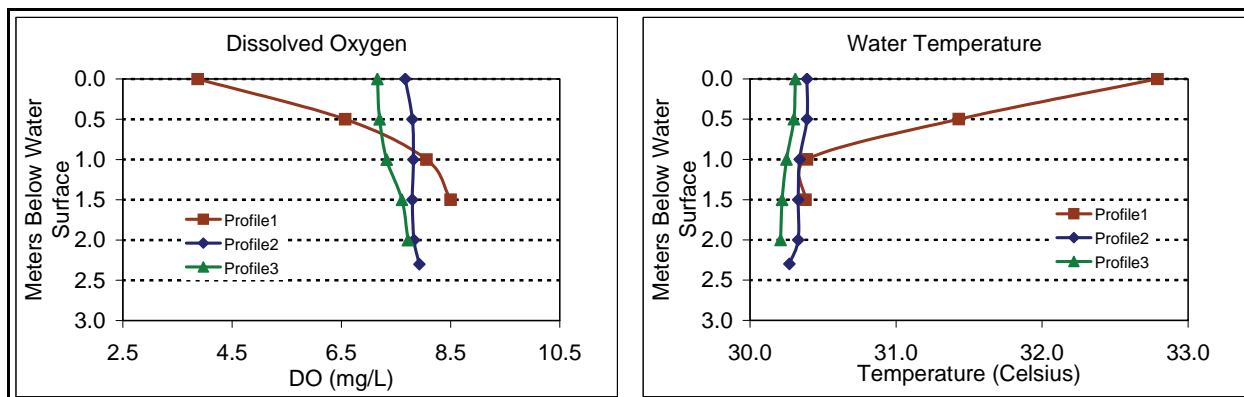 Dissolved Oxygen
0.0
0.5
1.0
1.5
2.0
2.5
3.0
Meters Below Water
Surface
Profile1
Profile2
Profile3
2.5 4.5 6.5 8.5 10.5
DO (mg/L)
Water Temperature
0.0
0.5
1.0
1.5
2.0
2.5
3.0
Meters Below Water
Surface
Profile1
Profile2
Profile3
30.0 31.0 32.0 33.0
Temperature (Celsius)